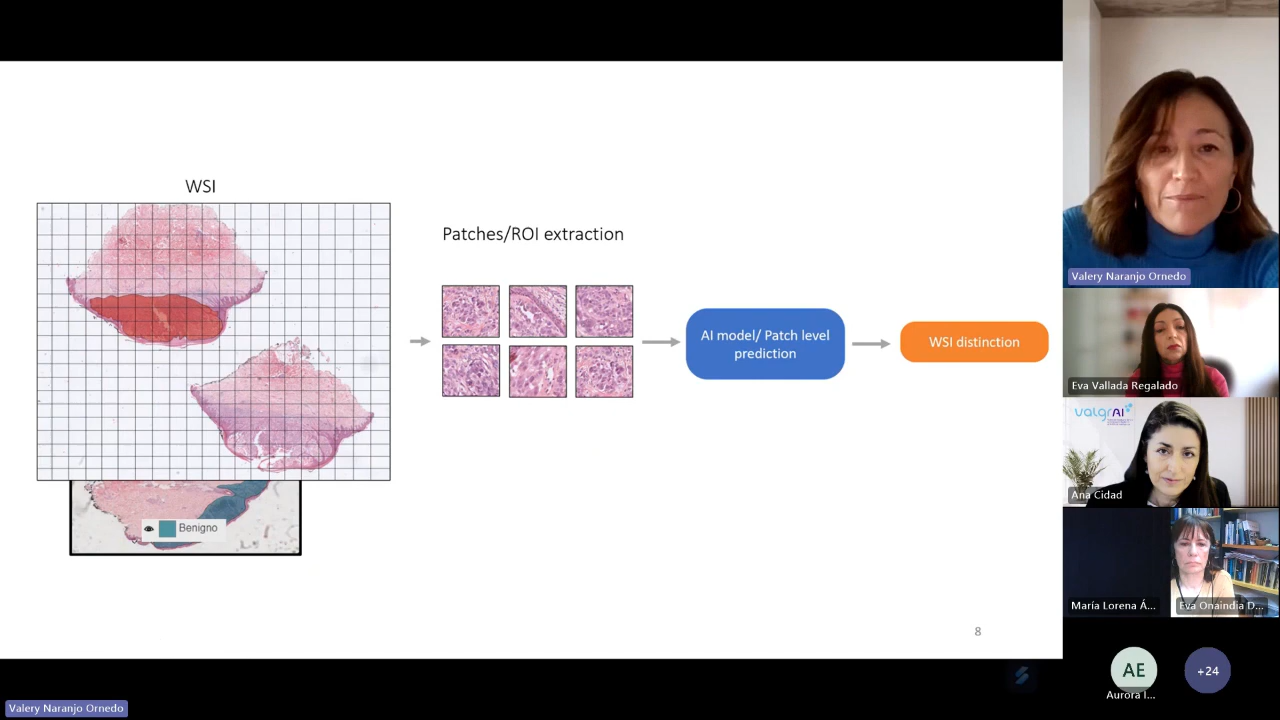 WSI
Patches/ROI extraction
AI model/ Patch level
prediction
WSI distinction
Benigno
8
Valery Naranjo Ornedo
Eva Vallada Regalado
valgrAI
Ana Cidad
María Lorena Á...
Eva Onaindia D...
AE
+24
Aurora I...
Valery Naranjo Ornedo